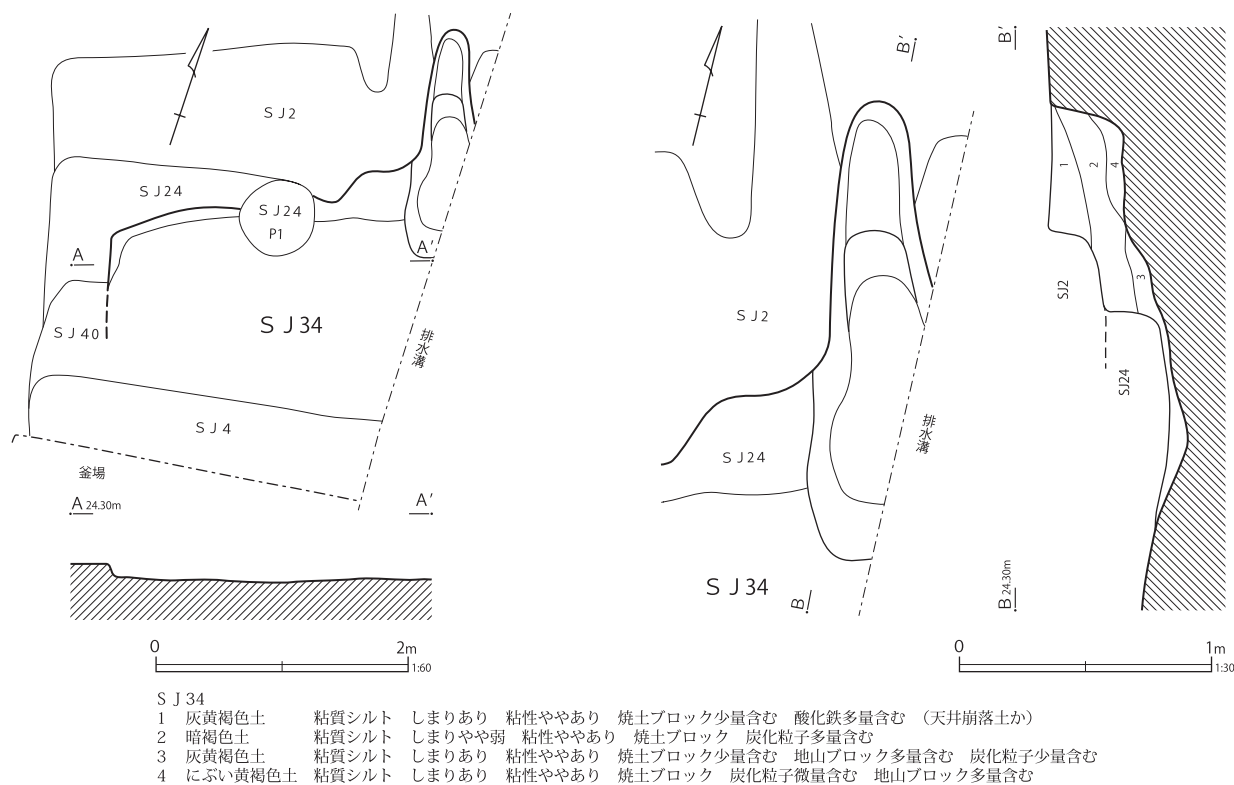 SJ2
SJ24
SJ24
P1
A
A′
SJ40
SJ34
排水溝
SJ4
釜場
A 24.30m
A′
0 2m
1:60
B′
SJ2
SJ24
排水溝
SJ34
B
B′
1
2
4
3
SJ2
SJ24
B 24.30m
0 1m
1:30
SJ34
1 灰黄褐色土 粘質シルト しまりあり 粘性ややあり 焼土ブロック少量含む 酸化鉄多量含む (天井崩落土か)
2 暗褐色土 粘質シルト しまりやや弱 粘性ややあり 焼土ブロック 炭化粒子多量含む
3 灰黄褐色土 粘質シルト しまりあり 粘性ややあり 焼土ブロック少量含む 地山ブロック多量含む 炭化粒子少量含む
4 にぶい黄褐色土 粘質シルト しまりあり 粘性ややあり 焼土ブロック 炭化粒子微量含む 地山ブロック多量含む